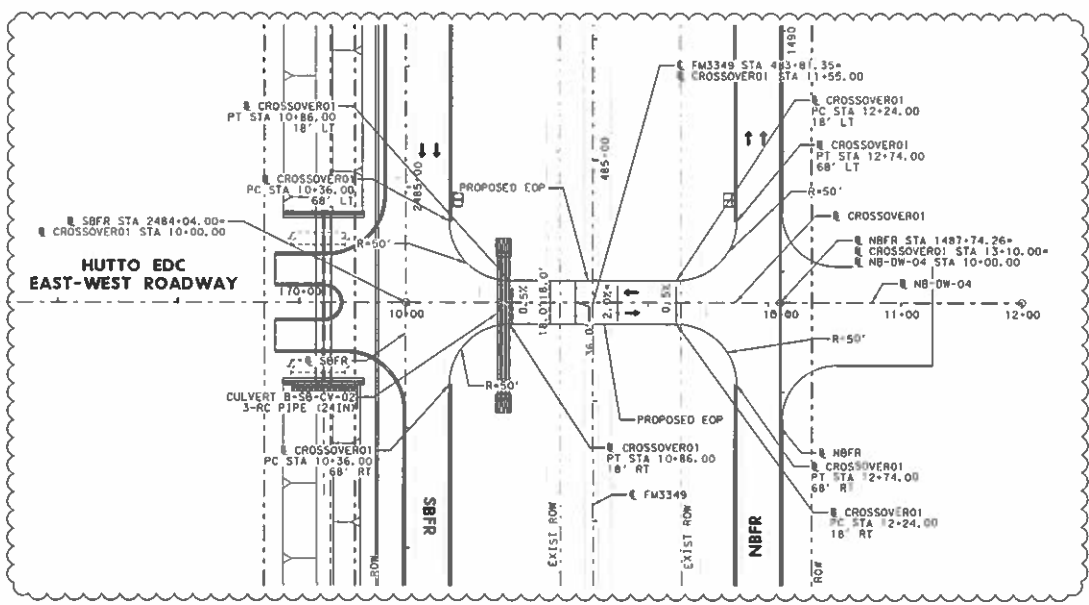 1490
℄ FM3349 STA 483+81.35=
℄ CROSSOVER01 STA 11+55.00
℄ CROSSOVER01
PT STA 10+86.00
18' LT
℄ CROSSOVER01
PC STA 12+24.00
18' LT
℄ CROSSOVER01
PT STA 12+74.00
68' LT
℄ CROSSOVER01
PC STA 10+36.00
68' LT
2485+00
485+00
PROPOSED EOP
R=50'
℄ SBFR STA 2484+04.00=
℄ CROSSOVER01 STA 10+00.00
R=50'
℄ CROSSOVER01
℄ NBFR STA 1487+74.26=
℄ CROSSOVER01 STA 13+10.00=
℄ NB-DW-04 STA 10+00.00
HUTTO EDC
EAST-WEST ROADWAY
170+00
10+00
0.5%
18.0'
18.0'
36.0'
2.0%
0.5%
℄ NB-DW-04
10+00
11+00
12+00
℄ SBFR
R=50'
R=50'
CULVERT B-SB-CV-02
3-RC PIPE (24IN)
PROPOSED EOP
℄ CROSSOVER01
PC STA 10+36.00
68' RT
℄ CROSSOVER01
PT STA 10+86.00
18' RT
℄ NBFR
℄ CROSSOVER01
PT STA 12+74.00
68' RT
℄ FM3349
℄ CROSSOVER01
PC STA 12+24.00
18' RT
ROW
SBFR
EXIST ROW
EXIST ROW
NBFR
ROW